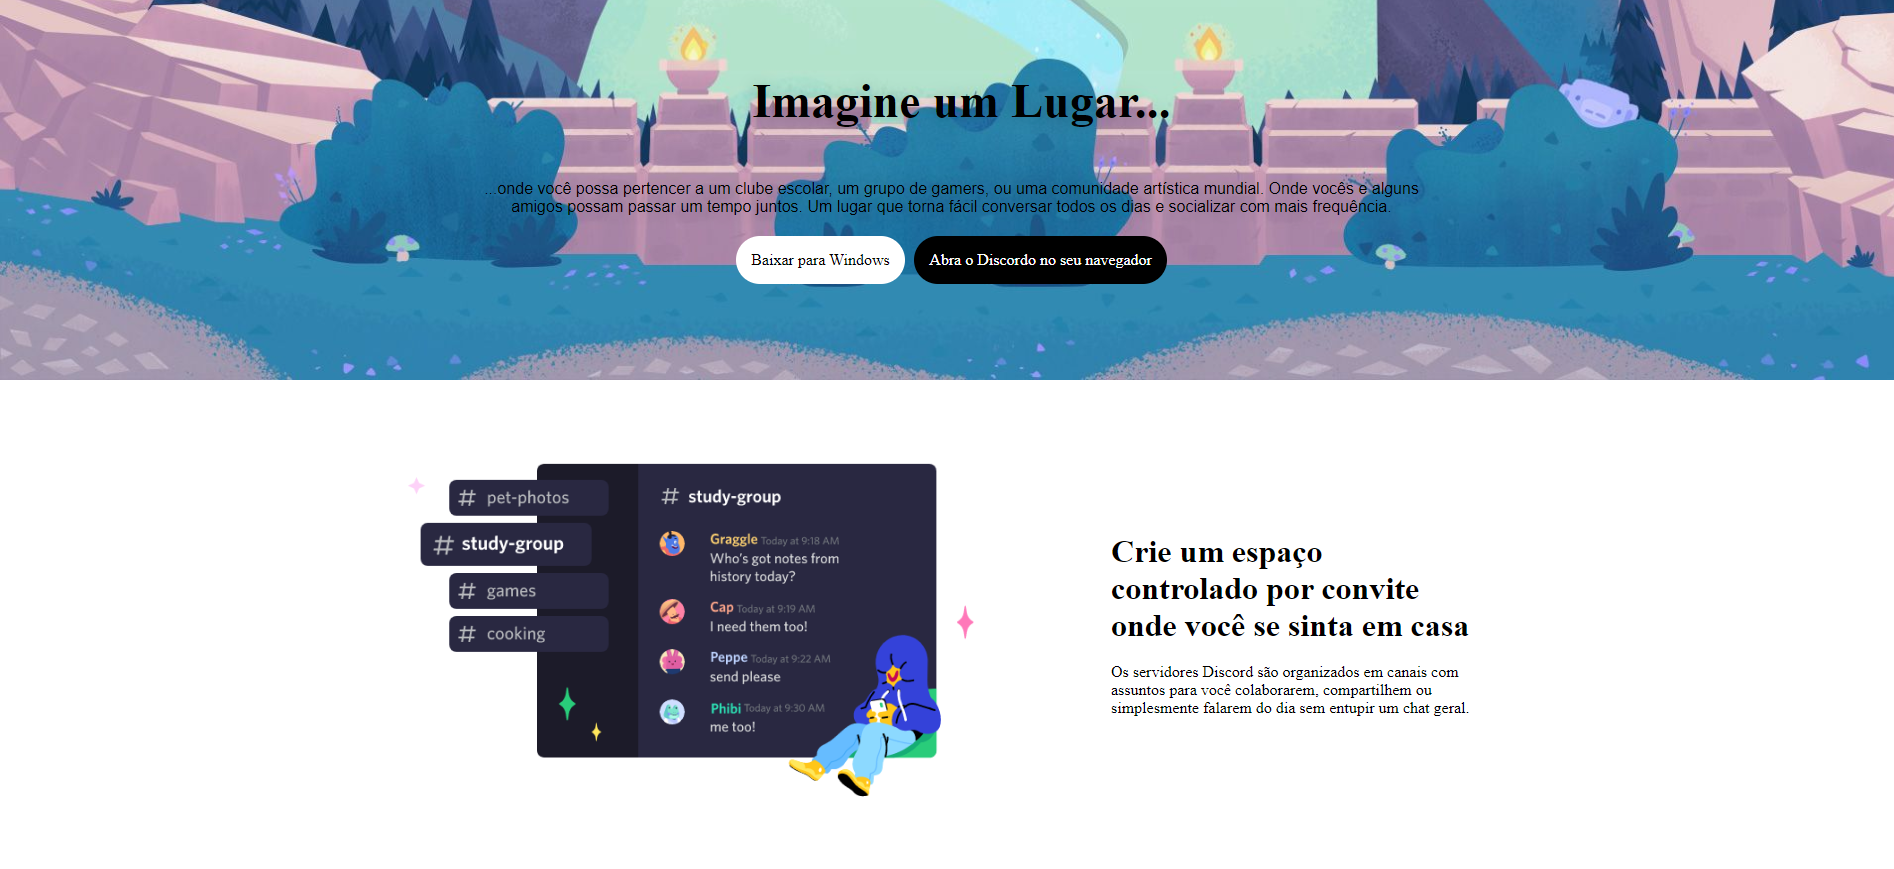 Imagine um Lugar...
...onde você possa pertencer a um clube escolar, um grupo de gamers, ou uma comunidade artística mundial. Onde vocês e alguns
amigos possam passar um tempo juntos. Um lugar que torna fácil conversar todos os dias e socializar com mais frequência.
Baixar para Windows
Abra o Discordo no seu navegador
# pet-photos
# study-group
# games
# cooking
# study-group
Graggle Today at 9:18 AM
Who's got notes from
history today?
Cap Today at 9:19 AM
I need them too!
Peppe Today at 9:22 AM
send please
Phibi Today at 9:30 AM
me too!
Crie um espaço
controlado por convite
onde você se sinta em casa
Os servidores Discord são organizados em canais com
assuntos para você colaborarem, compartilhem ou
simplesmente falarem do dia sem entupir um chat geral.